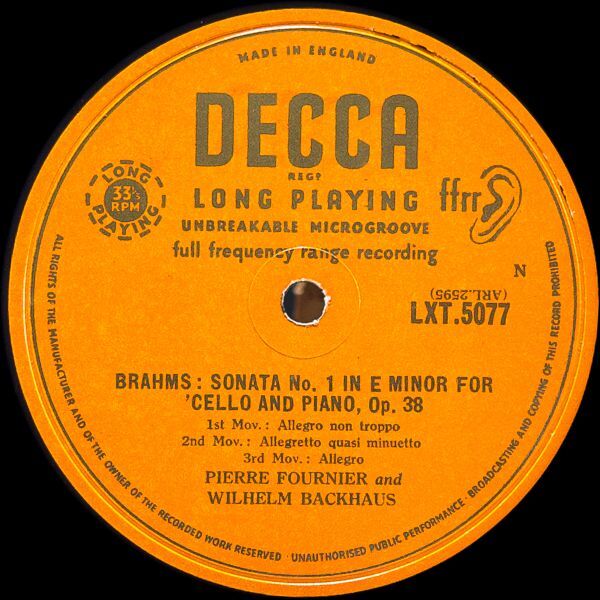 MADE IN ENGLAND
DECCA
REGD
LONG PLAYING
ffrr
LONG
33⅓
RPM
PLAYING
UNBREAKABLE MICROGROOVE
full frequency range recording
N
(ARL.2595)
LXT.5077
BRAHMS: SONATA No. 1 IN E MINOR FOR
'CELLO AND PIANO, Op. 38
1st Mov.: Allegro non troppo
2nd Mov.: Allegretto quasi minuetto
3rd Mov.: Allegro
PIERRE FOURNIER and
WILHELM BACKHAUS
ALL RIGHTS OF THE MANUFACTURER AND OF THE OWNER OF THE RECORDED WORK RESERVED · UNAUTHORISED PUBLIC PERFORMANCE · BROADCASTING AND COPYING OF THIS RECORD PROHIBITED